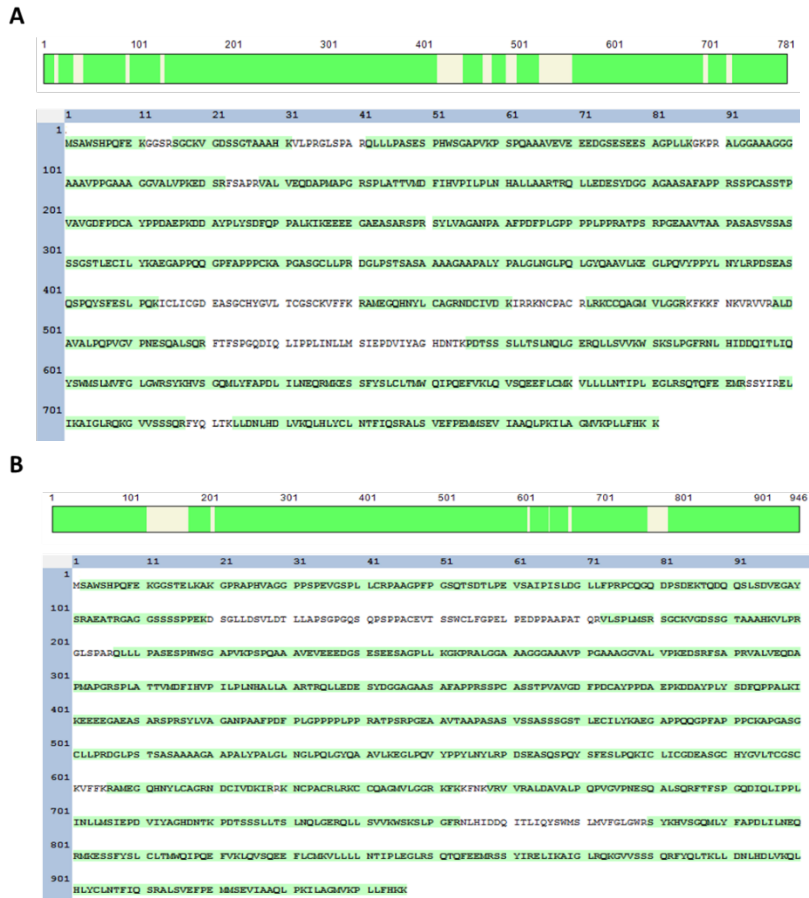 A
1 101 201 301 401 501 601 701 781
1 11 21 31 41 51 61 71 81 91
1
MSAWSHPQFE KGGSRSGCKV GDSSGTAAAH KVLPRGLSPA RQLLLPASES PHWSGAPVKP SPQAAAVEVE EEDGSESEES AGPLLKGKPR ALGGAAAGGG
101
AAAVPPGAAA GGVALVPKED SRFSAPRVAL VEQDAPMAPG RSPLATTVMD FIHVPILPLN HALLAARTRQ LLEDESYDGG AGAASAFAPP RSSPCASSTP
201
VAVGDFPDCA YPPDAEPKDD AYPLYSDFQP PALKIKEEEE GAEASARSPR SYLVAGANPA AFPDFPLGPP PPLPPRATPS RPGEAAVTAA PASASVSSAS
301
SSGSTLECIL YKAEGAPPQQ GPFAPPPCKA PGASGCLLPR DGLPSTSASA AAAGAAPALY PALGLNGLPQ LGYQAAVLKE GLPQVYPPYL NYLRPDSEAS
401
QSPQYSFESL PQKICLICGD EASGCHYGVL TCGSCKVFFK RAMEGQHNYL CAGRNDCIVD KIRRKNCPAC RLRKCCQAGM VLGGRKFKKF NKVRVVRALD
501
AVALPQPVGV PNESQALSQR FTFSPGQDIQ LIPPLINLLM SIEPDVIYAG HDNTKPDTSS SLLTSLNQLG ERQLLSVVKW SKSLPGFRNL HIDDQITLIQ
601
YSWMSLMVFG LGWRSYKHVS GQMLYFAPDL ILNEQRMKES SFYSLCLTMW QIPQEFVKLQ VSQEEFLCMK VLLLLNTIPL EGLRSQTQFE EMRSSYIREL
701
IKAIGLRQKG VVSSSQRFYQ LTKLLDNLHD LVKQLHLYCL NTFIQSRALS VEFPEMMSEV IAAQLPKILA GMVKPLLFHK K
B
1 101 201 301 401 501 601 701 801 901 946
1 11 21 31 41 51 61 71 81 91
1
MSAWSHPQFE KGGSTELKAK GPRAPHVAGG PPSPEVGSPL LCRPAAGPFP GSQTSDTLPE VSAIPISLDG LLFPRPCQGQ DPSDEKTQDQ QSLSDVEGAY
101
SRAEATRGAG GSSSSPPEKD SGLLDSVLDT LLAPSGPGQS QPSPPACEVT SSWCLFGPEL PEDPPAAPAT QRVLSPLMSR SGCKVGDSSG TAAAHKVLPR
201
GLSPARQLLL PASESPHWSG APVKPSPQAA AVEVEEEDGS ESEESAGPLL KGKPRALGGA AAGGGAAAVP PGAAAGGVAL VPKEDSRFSA PRVALVEQDA
301
PMAPGRSPLA TTVMDFIHVP ILPLNHALLA ARTRQLLEDE SYDGGAGAAS AFAPPRSSPC ASSTPVAVGD FPDCAYPPDA EPKDDAYPLY SDFQPPALKI
401
KEEEEGAEAS ARSPRSYLVA GANPAAFPDF PLGPPPPLPP RATPSRPGEA AVTAAPASAS VSSASSSGST LECILYKAEG APPQQGPFAP PPCKAPGASG
501
CLLPRDGLPS TSASAAAAGA APALYPALGL NGLPQLGYQA AVLKEGLPQV YPPYLNYLRP DSEASQSPQY SFESLPQKIC LICGDEASGC HYGVLTCGSC
601
KVFFKRAMEG QHNYLCAGRN DCIVDKIRRK NCPACRLRKC CQAGMVLGGR KFKKFNKVRV VRALDAVALP QPVGVPNESQ ALSQRFTFSP GQDIQLIPPL
701
INLLMSIEPD VIYAGHDNTK PDTSSSLLTS LNQLGERQLL SVVKWSKSLP GFRNLHIDDQ ITLIQYSWMS LMVFGLGWRS YKHVSGQMLY FAPDLILNEQ
801
RMKESSFYSL CLTMWQIPQE FVKLQVSQEE FLCMKVLLLL NTIPLEGLRS QTQFEEMRSS YIRELIKAIG LRQKGVVSSS QRFYQLTKLL DNLHDLVKQL
901
HLYCLNTFIQ SRALSVEFPE MMSEVIAAQL PKILAGMVKP LLFHKK